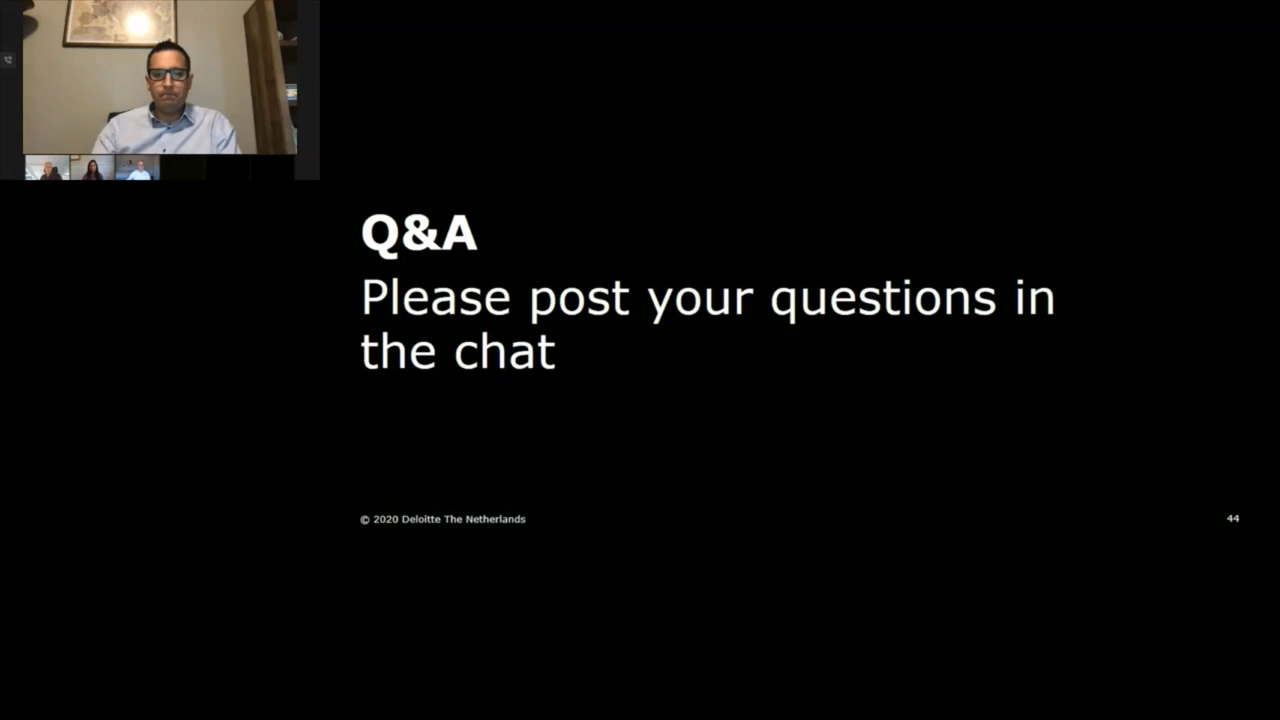 Q&A
Please post your questions in
the chat
© 2020 Deloitte The Netherlands
44